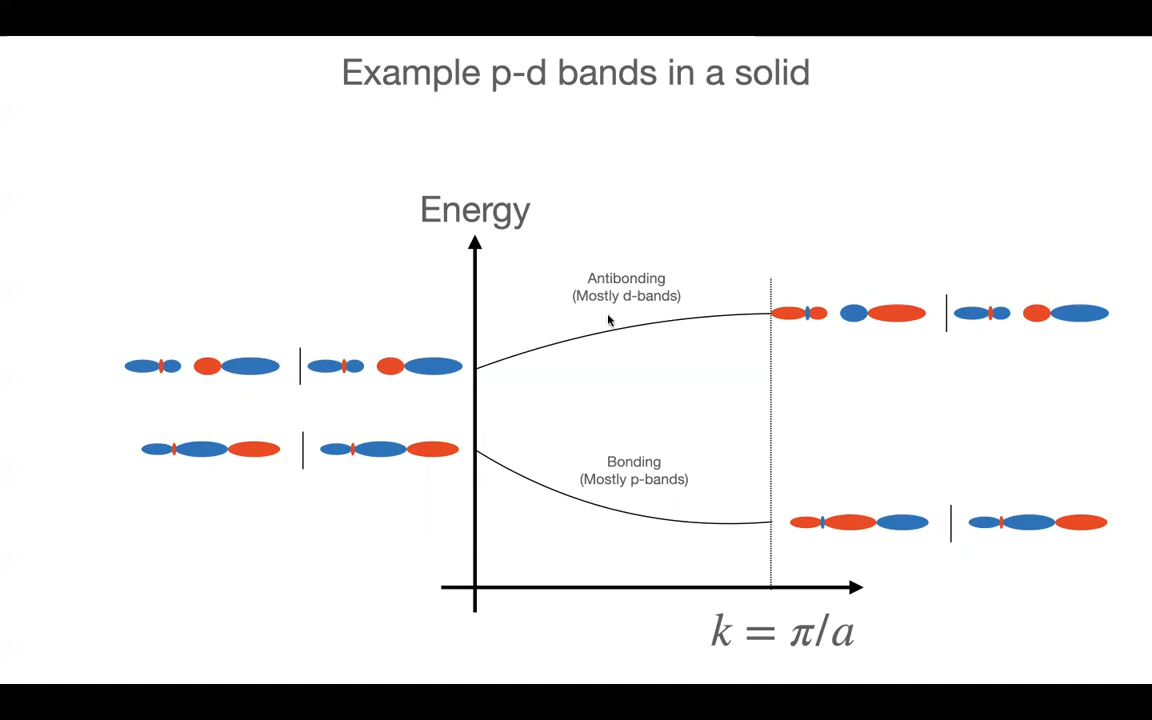 Example p-d bands in a solid
Energy
Antibonding
(Mostly d-bands)
Bonding
(Mostly p-bands)
k = π/a